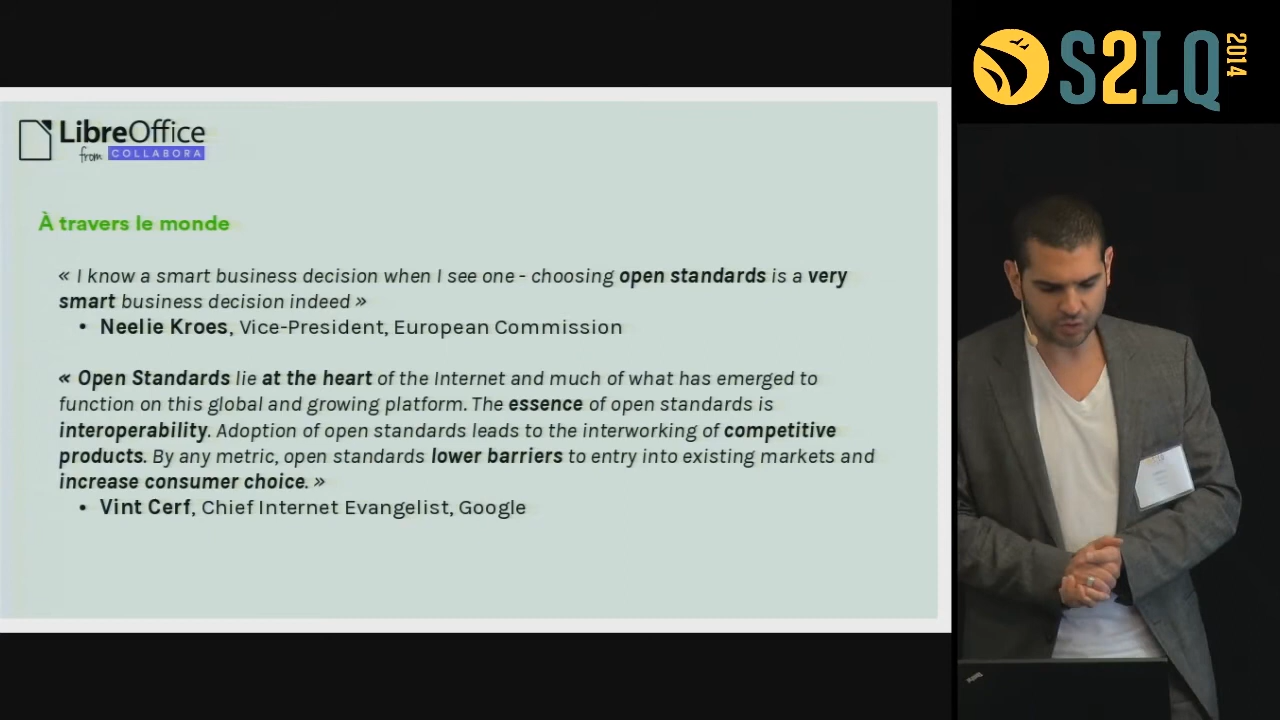 LibreOffice
from COLLABORA
À travers le monde
« I know a smart business decision when I see one - choosing open standards is a very
smart business decision indeed »
• Neelie Kroes, Vice-President, European Commission
« Open Standards lie at the heart of the Internet and much of what has emerged to
function on this global and growing platform. The essence of open standards is
interoperability. Adoption of open standards leads to the interworking of competitive
products. By any metric, open standards lower barriers to entry into existing markets and
increase consumer choice. »
• Vint Cerf, Chief Internet Evangelist, Google
S2LQ 2014